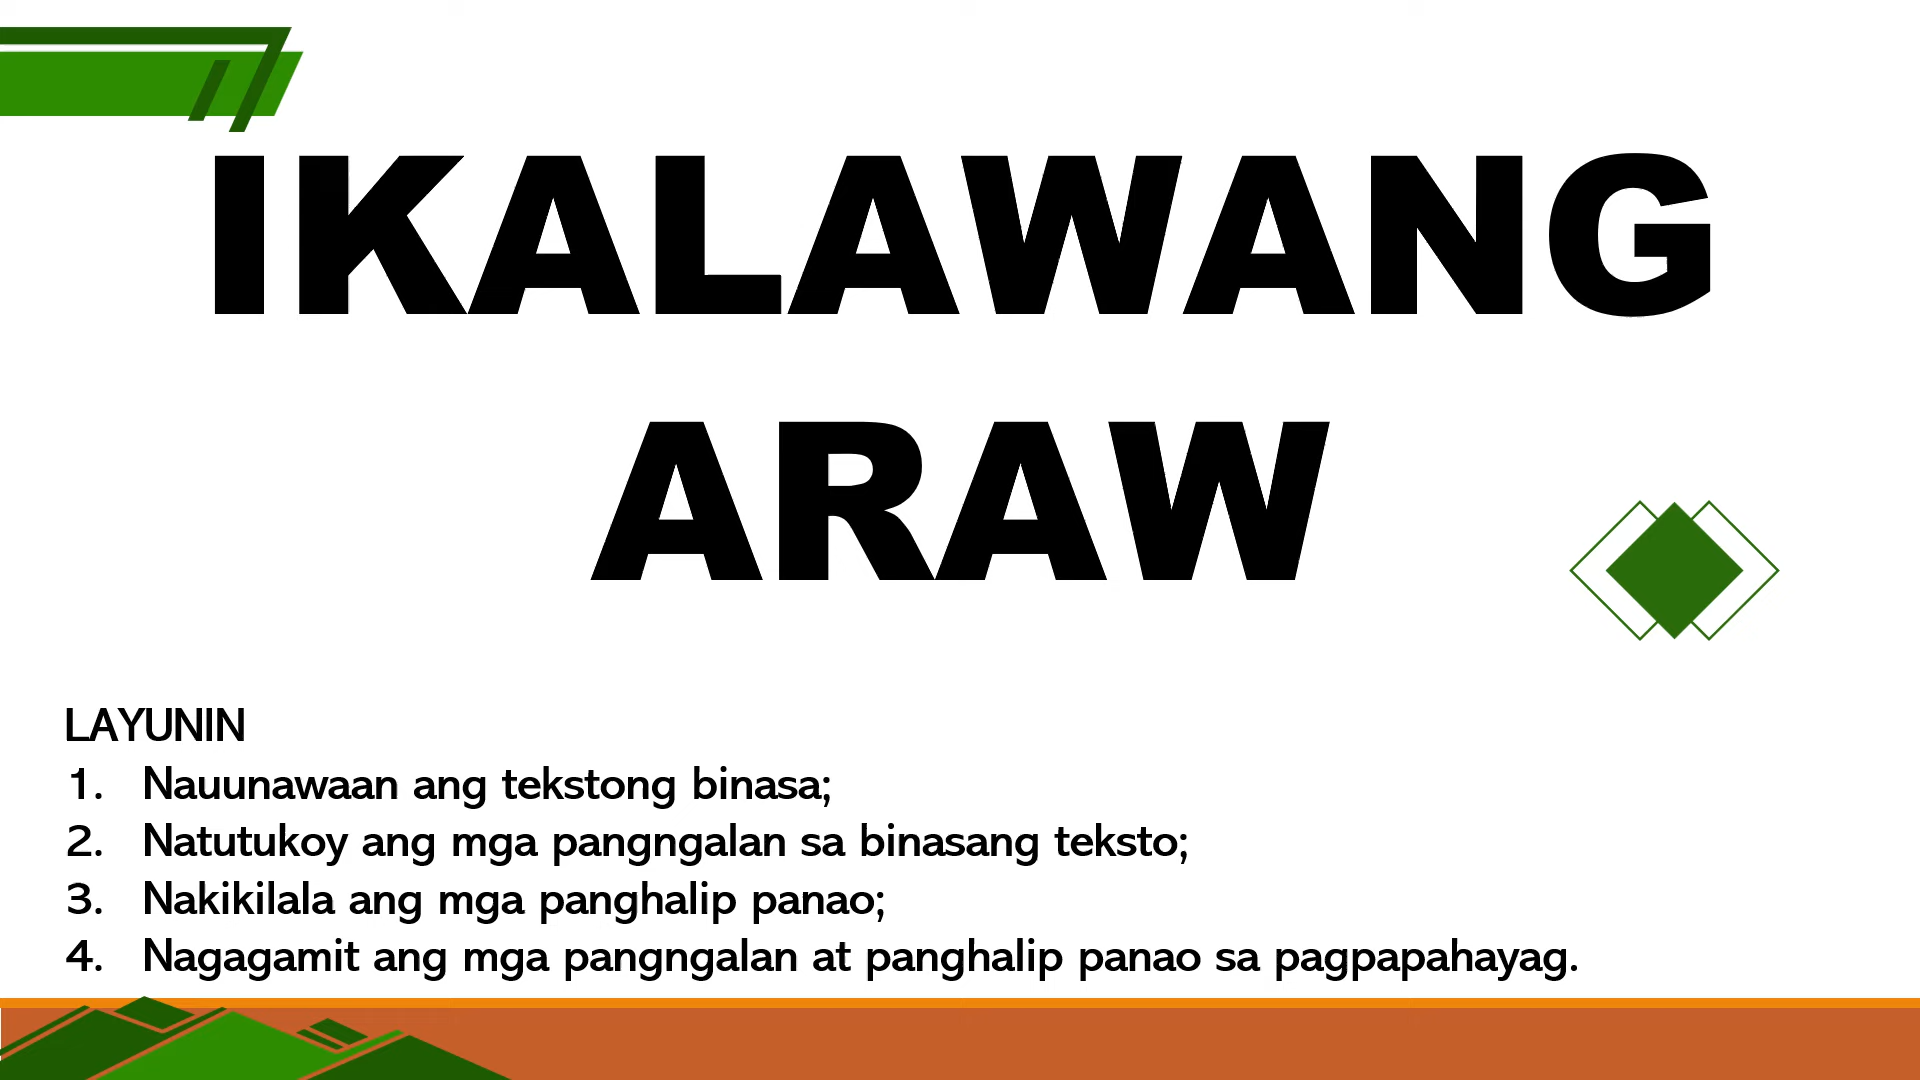 IKALAWANG
ARAW
LAYUNIN
1. Nauunawaan ang tekstong binasa;
2. Natutukoy ang mga pangngalan sa binasang teksto;
3. Nakikilala ang mga panghalip panao;
4. Nagagamit ang mga pangngalan at panghalip panao sa pagpapahayag.